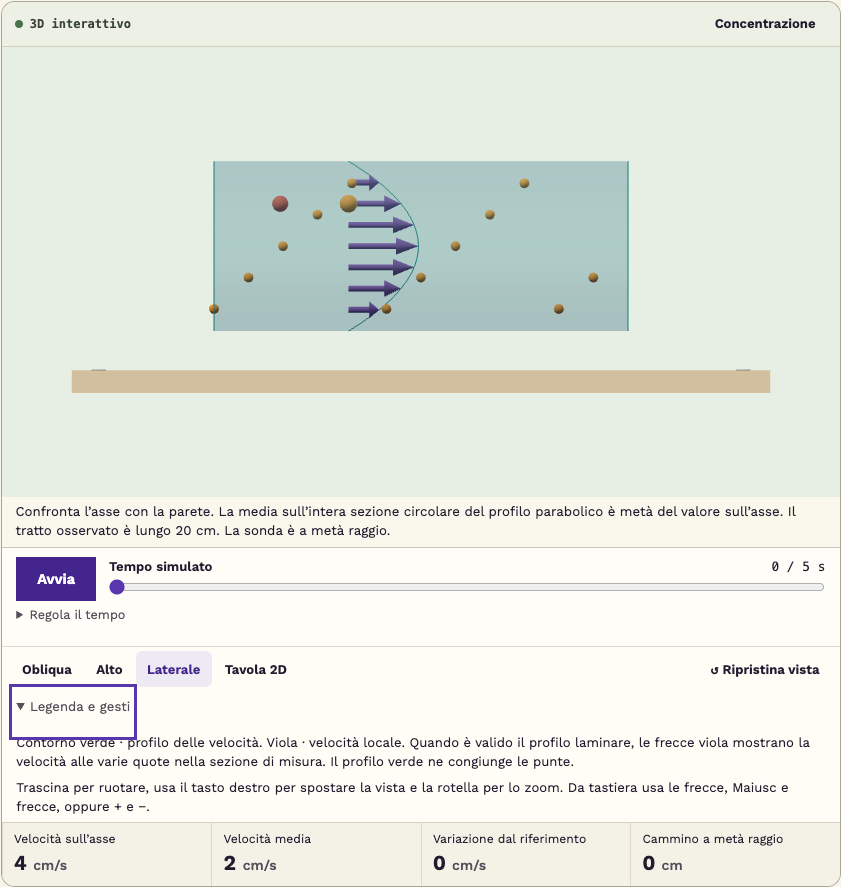 3D interattivo
Concentrazione
Confronta l’asse con la parete. La media sull’intera sezione circolare del profilo parabolico è metà del valore sull’asse. Il
tratto osservato è lungo 20 cm. La sonda è a metà raggio.
Avvia
Tempo simulato
0 / 5 s
▶ Regola il tempo
Obliqua
Alto
Laterale
Tavola 2D
↺ Ripristina vista
▼ Legenda e gesti
Contorno verde · profilo delle velocità. Viola · velocità locale. Quando è valido il profilo laminare, le frecce viola mostrano la
velocità alle varie quote nella sezione di misura. Il profilo verde ne congiunge le punte.
Trascina per ruotare, usa il tasto destro per spostare la vista e la rotella per lo zoom. Da tastiera usa le frecce, Maiusc e
frecce, oppure + e −.
Velocità sull’asse
4 cm/s
Velocità media
2 cm/s
Variazione dal riferimento
0 cm/s
Cammino a metà raggio
0 cm